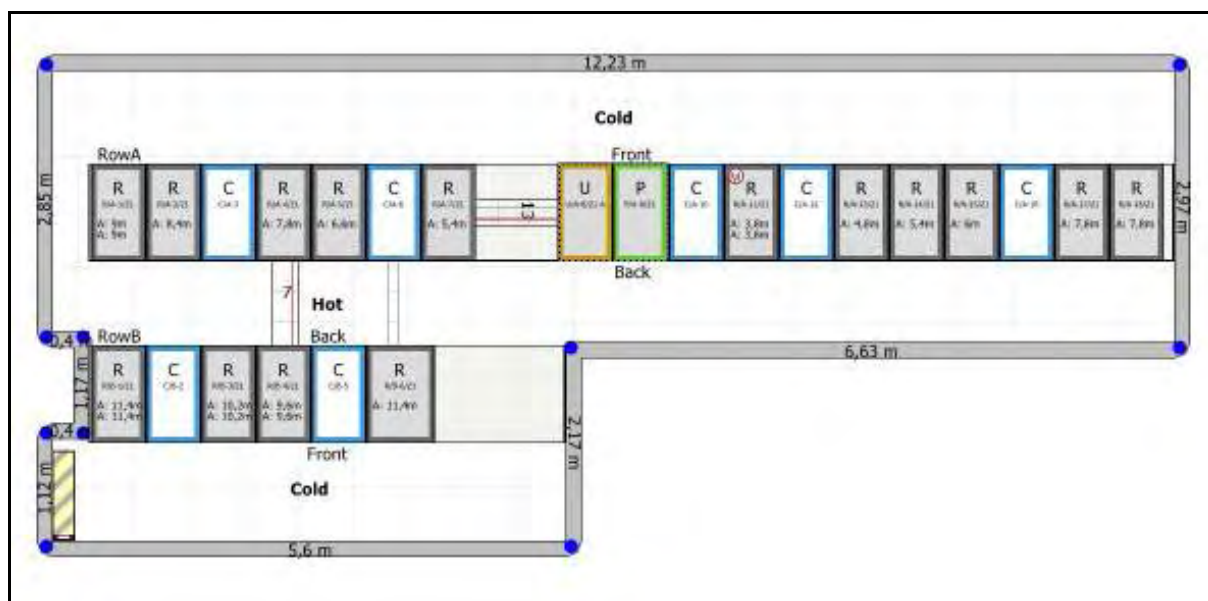 12,23 m
Cold
RowA Front
R R C R R C R U P C R C R R R C R R
A: 9m A: 8,4m A: 7,8m A: 6,6m A: 5,4m A: 3,8m A: 4,8m A: 5,4m A: 6m A: 7,8m A: 7,8m
A: 9m A: 3,8m
2,85 m
13
2,97 m
Back
7
Hot
0,4
RowB Back
6,63 m
R C R R C R
A: 11,4m A: 10,2m A: 9,6m A: 11,4m
A: 11,4m A: 10,2m A: 9,6m
1,17 m
0,4
Front
2,17 m
1,12 m
Cold
5,6 m